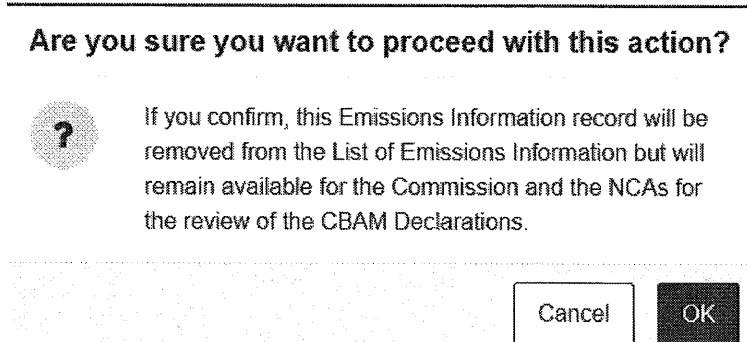 Are you sure you want to proceed with this action?
?
If you confirm, this Emissions Information record will be
removed from the List of Emissions Information but will
remain available for the Commission and the NCAs for
the review of the CBAM Declarations.
Cancel OK